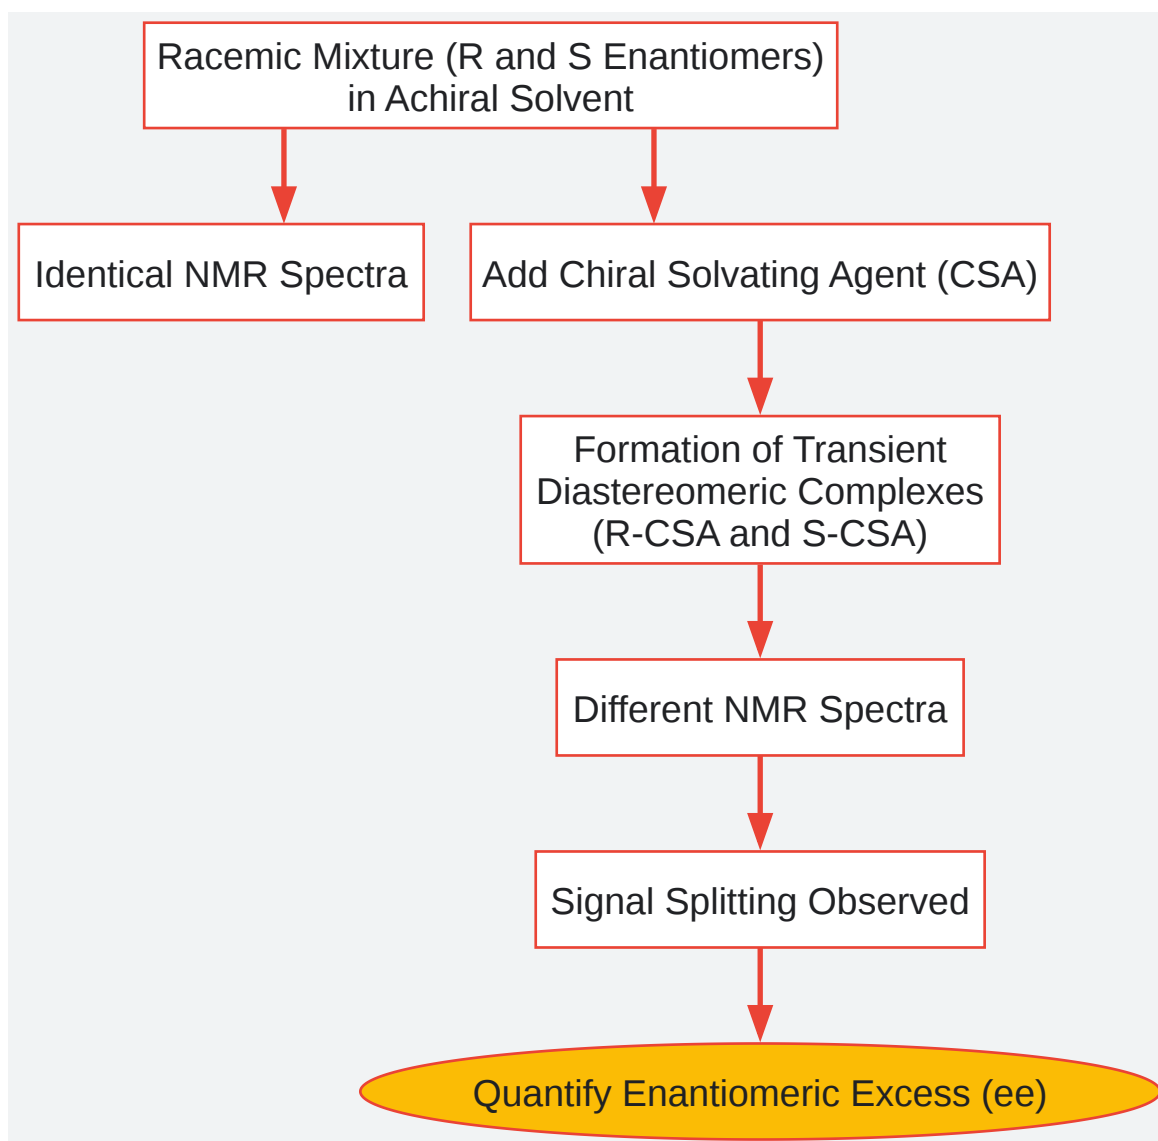 Racemic Mixture (R and S Enantiomers)
in Achiral Solvent
Identical NMR Spectra
Add Chiral Solvating Agent (CSA)
Formation of Transient
Diastereomeric Complexes
(R-CSA and S-CSA)
Different NMR Spectra
Signal Splitting Observed
Quantify Enantiomeric Excess (ee)